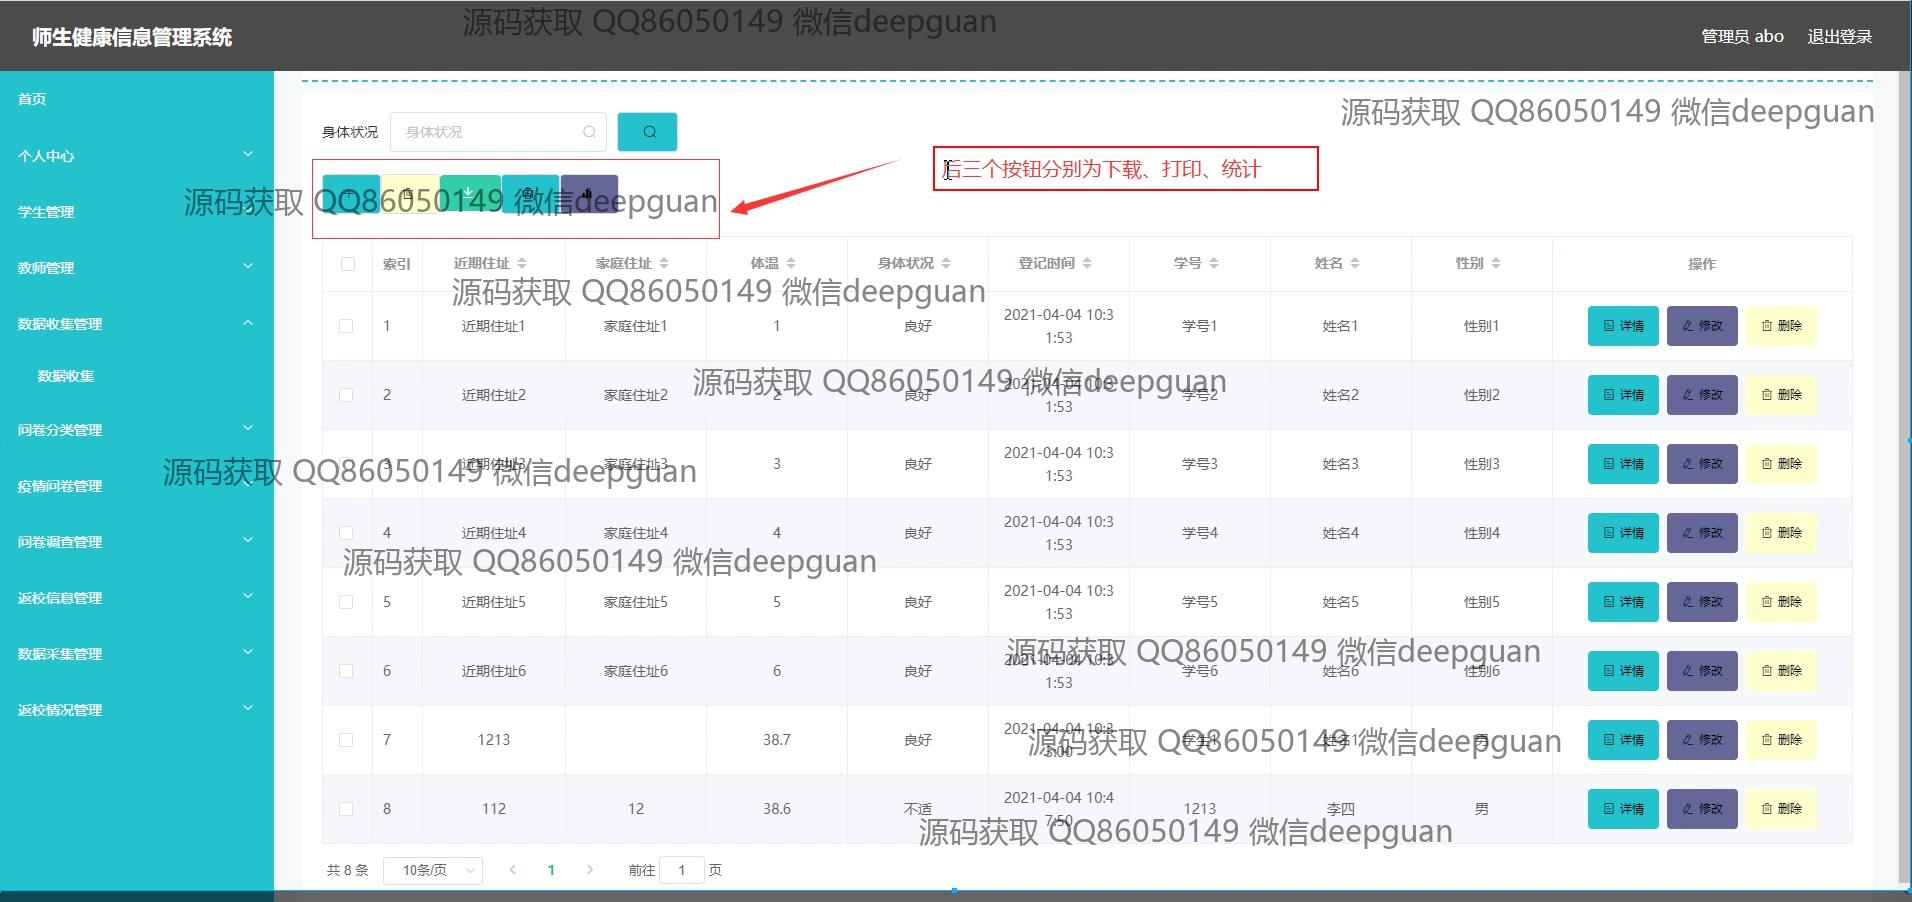 师生健康信息管理系统
源码获取 QQ86050149 微信deepguan
管理员 abo 退出登录
首页
个人中心
学生管理
教师管理
数据收集管理
数据收集
问卷分类管理
疫情问卷管理
问卷调查管理
返校信息管理
数据采集管理
返校情况管理
源码获取 QQ86050149 微信deepguan
身体状况 身体状况
后三个按钮分别为下载、打印、统计
源码获取 QQ86050149 微信deepguan
索引 近期住址 家庭住址 体温 身体状况 登记时间 学号 姓名 性别 操作
源码获取 QQ86050149 微信deepguan
1 近期住址1 家庭住址1 1 良好 2021-04-04 10:3 学号1 姓名1 性别1 详情 修改 删除
1:53
源码获取 QQ86050149 微信deepguan
2 近期住址2 家庭住址2 2 良好 2021-04-04 10:3 学号2 姓名2 性别2 详情 修改 删除
1:53
3 近期住址3 家庭住址3 3 良好 2021-04-04 10:3 学号3 姓名3 性别3 详情 修改 删除
1:53
源码获取 QQ86050149 微信deepguan
4 近期住址4 家庭住址4 4 良好 2021-04-04 10:3 学号4 姓名4 性别4 详情 修改 删除
1:53
源码获取 QQ86050149 微信deepguan
5 近期住址5 家庭住址5 5 良好 2021-04-04 10:3 学号5 姓名5 性别5 详情 修改 删除
1:53
源码获取 QQ86050149 微信deepguan
6 近期住址6 家庭住址6 6 良好 2021-04-04 10:3 学号6 姓名6 性别6 详情 修改 删除
1:53
7 1213 38.7 良好 2021-04-04 10:3 学生1 姓名1 男 详情 修改 删除
3:00
源码获取 QQ86050149 微信deepguan
8 112 12 38.6 不适 2021-04-04 10:4 1213 李四 男 详情 修改 删除
7:50
源码获取 QQ86050149 微信deepguan
共 8 条 10条/页 1 前往 1 页